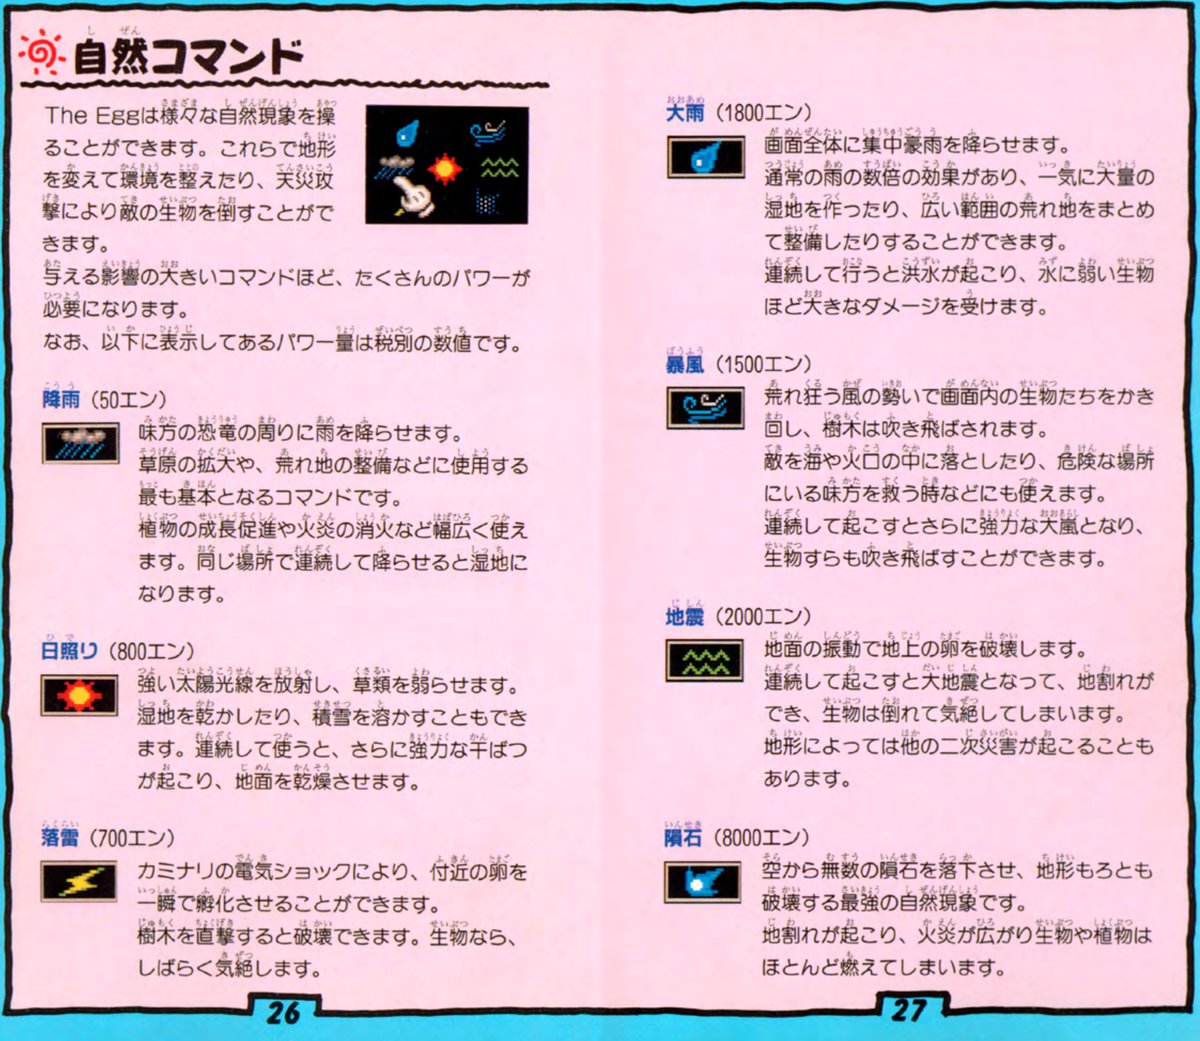 自然コマンド
The Eggは様々な自然現象を操
ることができます。これらで地形
を変えて環境を整えたり、天災攻
撃により敵の生物を倒すことがで
きます。
与える影響の大きいコマンドほど、たくさんのパワーが
必要になります。
なお、以下に表示してあるパワー量は税別の数値です。
降雨（50エン）
味方の恐竜の周りに雨を降らせます。
草原の拡大や、荒れ地の整備などに使用する
最も基本となるコマンドです。
植物の成長促進や火炎の消火など幅広く使え
ます。同じ場所で連続して降らせると湿地に
なります。
日照り（800エン）
強い太陽光線を放射し、草類を弱らせます。
湿地を乾かしたり、積雪を溶かすこともでき
ます。連続して使うと、さらに強力な干ばつ
が起こり、地面を乾燥させます。
落雷（700エン）
カミナリの電気ショックにより、付近の卵を
一瞬で孵化させることができます。
樹木を直撃すると破壊できます。生物なら、
しばらく気絶します。
26
大雨（1800エン）
画面全体に集中豪雨を降らせます。
通常の雨の数倍の効果があり、一気に大量の
湿地を作ったり、広い範囲の荒れ地をまとめ
て整備したりすることができます。
連続して行うと洪水が起こり、水に弱い生物
ほど大きなダメージを受けます。
暴風（1500エン）
荒れ狂う風の勢いで画面内の生物たちをかき
回し、樹木は吹き飛ばされます。
敵を海や火口の中に落としたり、危険な場所
にいる味方を救う時などにも使えます。
連続して起こすとさらに強力な大嵐となり、
生物すらも吹き飛ばすことができます。
地震（2000エン）
地面の振動で地上の卵を破壊します。
連続して起こすと大地震となって、地割れが
でき、生物は倒れて気絶してしまいます。
地形によっては他の二次災害が起こることも
あります。
隕石（8000エン）
空から無数の隕石を落下させ、地形もろとも
破壊する最強の自然現象です。
地割れが起こり、火炎が広がり生物や植物は
ほとんど燃えてしまいます。
27